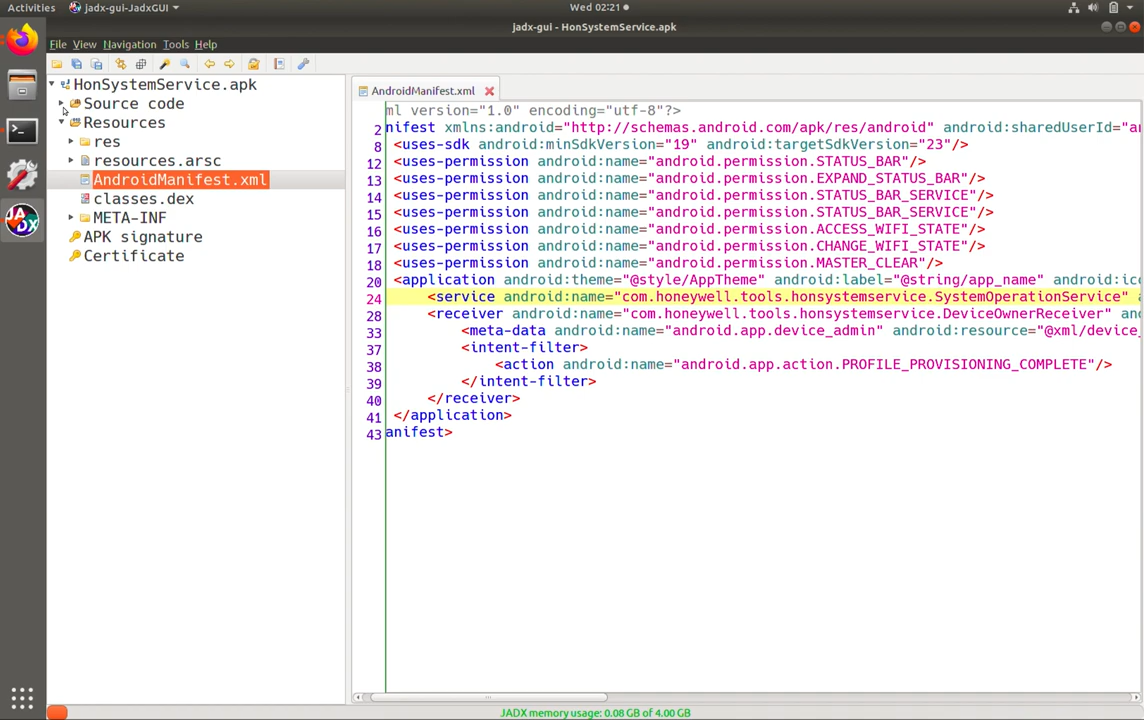 Activities jadx-gui-JadxGUI Wed 02:21
jadx-gui - HonSystemService.apk
File View Navigation Tools Help
HonSystemService.apk
Source code
Resources
res
resources.arsc
AndroidManifest.xml
classes.dex
META-INF
APK signature
Certificate
AndroidManifest.xml
ml version="1.0" encoding="utf-8"?>
2 nifest xmlns:android="http://schemas.android.com/apk/res/android" android:sharedUserId="an
8 <uses-sdk android:minSdkVersion="19" android:targetSdkVersion="23"/>
12 <uses-permission android:name="android.permission.STATUS_BAR"/>
13 <uses-permission android:name="android.permission.EXPAND_STATUS_BAR"/>
14 <uses-permission android:name="android.permission.STATUS_BAR_SERVICE"/>
15 <uses-permission android:name="android.permission.STATUS_BAR_SERVICE"/>
16 <uses-permission android:name="android.permission.ACCESS_WIFI_STATE"/>
17 <uses-permission android:name="android.permission.CHANGE_WIFI_STATE"/>
18 <uses-permission android:name="android.permission.MASTER_CLEAR"/>
20 <application android:theme="@style/AppTheme" android:label="@string/app_name" android:ic
24 <service android:name="com.honeywell.tools.honsystemservice.SystemOperationService"
28 <receiver android:name="com.honeywell.tools.honsystemservice.DeviceOwnerReceiver" an
33 <meta-data android:name="android.app.device_admin" android:resource="@xml/device_
37 <intent-filter>
38 <action android:name="android.app.action.PROFILE_PROVISIONING_COMPLETE"/>
39 </intent-filter>
40 </receiver>
41 </application>
43 anifest>
JADX memory usage: 0.08 GB of 4.00 GB